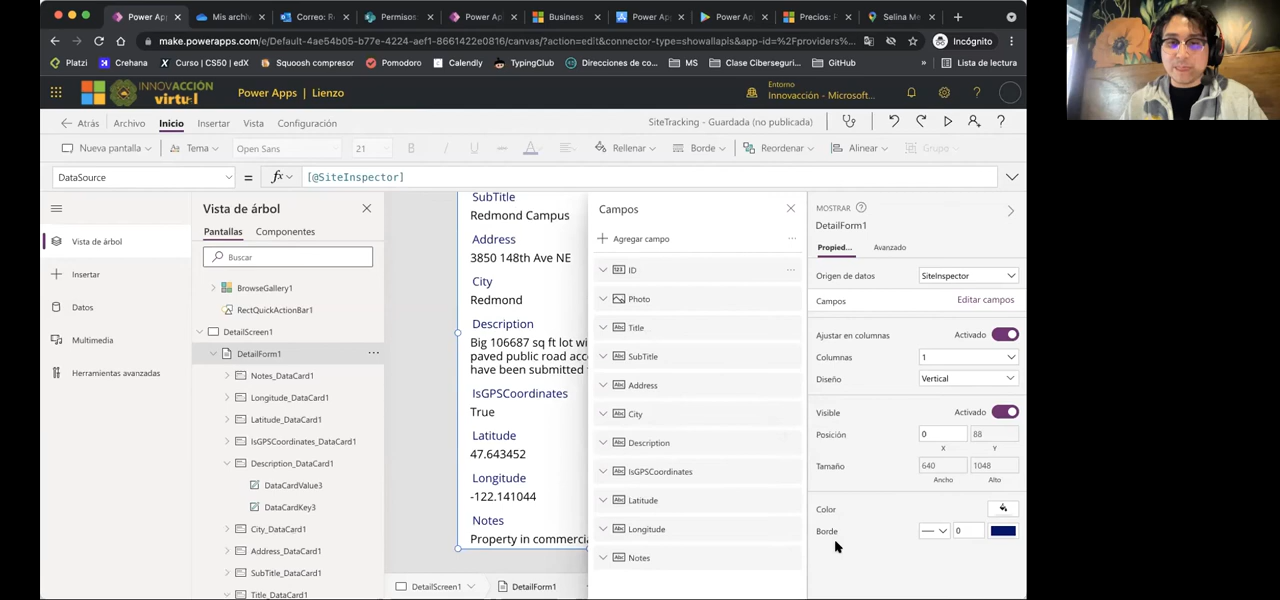 Power Ap
Mis archiv
Correo: R
Permisos
Power Ap
Business
Power Ap
Power Ap
Precios: F
Selina Me
make.powerapps.com/e/Default-4ae54b05-b77e-4224-aef1-8661422e0816/canvas/?action=edit&connector-type=showallapis&app-id=%2Fproviders%...
Incógnito
Platzi
Crehana
Curso | CS50 | edX
Squoosh compresor
Pomodoro
Calendly
TypingClub
Direcciones de co...
MS
Clase Ciberseguri...
GitHub
»
Lista de lectura
INNOVACCIÓN
virtual
Power Apps | Lienzo
Entorno
Innovacción - Microsoft...
Atrás
Archivo
Inicio
Insertar
Vista
Configuración
SiteTracking - Guardada (no publicada)
Nueva pantalla
Tema
Open Sans
21
B
I
U
A
Rellenar
Borde
Reordenar
Alinear
Grupo
DataSource
=
fx
[@SiteInspector]
Vista de árbol
Insertar
Datos
Multimedia
Herramientas avanzadas
Vista de árbol
Pantallas
Componentes
Buscar
BrowseGallery1
RectQuickActionBar1
DetailScreen1
DetailForm1
Notes_DataCard1
Longitude_DataCard1
Latitude_DataCard1
IsGPSCoordinates_DataCard1
Description_DataCard1
DataCardValue3
DataCardKey3
City_DataCard1
Address_DataCard1
SubTitle_DataCard1
Title_DataCard1
SubTitle
Redmond Campus
Address
3850 148th Ave NE
City
Redmond
Description
Big 106687 sq ft lot wi
paved public road acc
have been submitted
IsGPSCoordinates
True
Latitude
47.643452
Longitude
-122.141044
Notes
Property in commercia
DetailScreen1
DetailForm1
Campos
Agregar campo
ID
Photo
Title
SubTitle
Address
City
Description
IsGPSCoordinates
Latitude
Longitude
Notes
MOSTRAR
DetailForm1
Propied...
Avanzado
Origen de datos
SiteInspector
Campos
Editar campos
Ajustar en columnas
Activado
Columnas
1
Diseño
Vertical
Visible
Activado
Posición
0
88
X
Y
Tamaño
640
1048
Ancho
Alto
Color
Borde
0